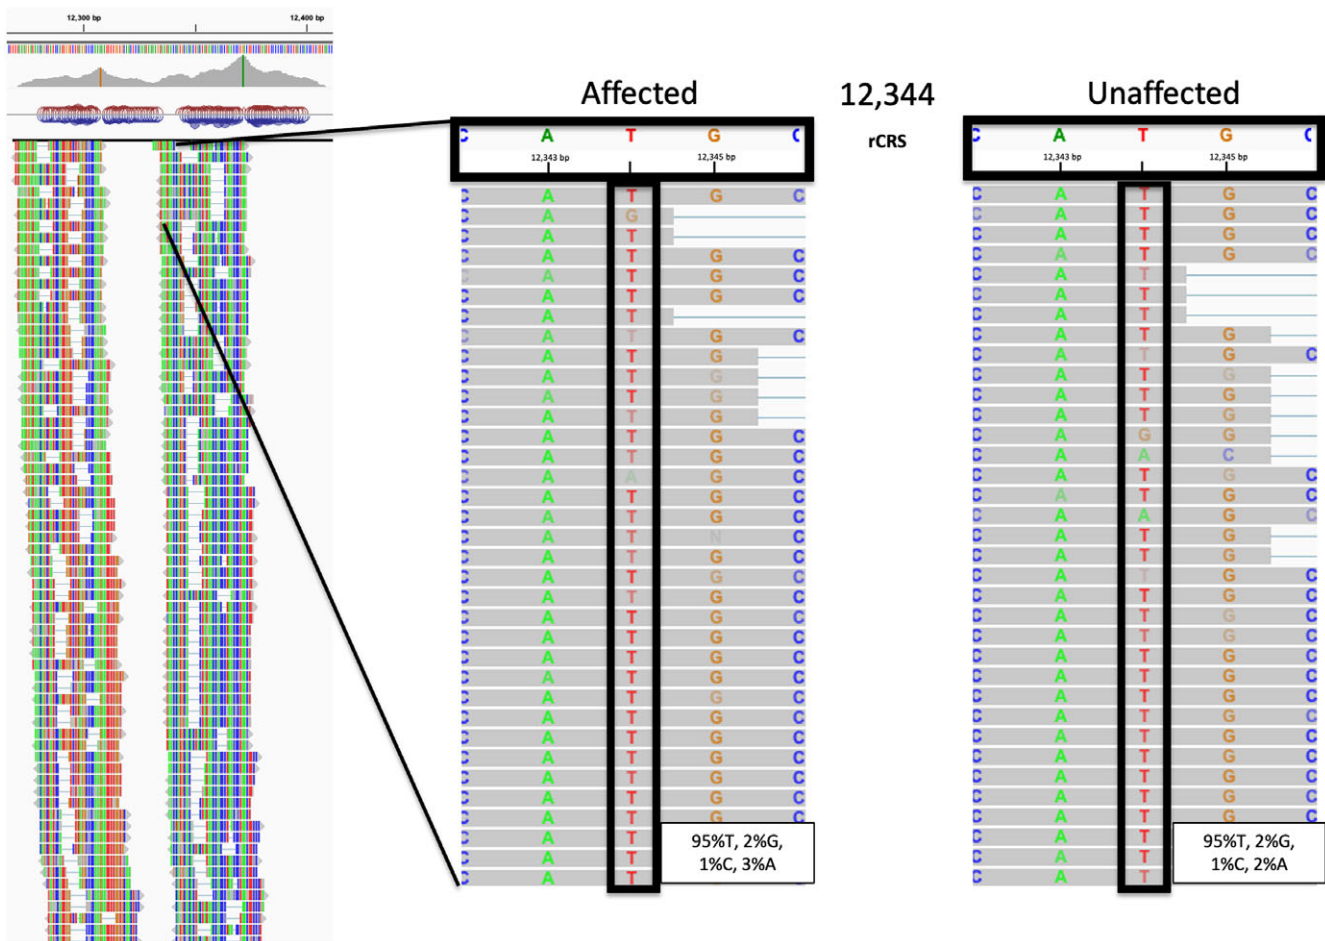 12,300 bp 12,400 bp
Affected
C A T G C
12,343 bp 12,345 bp
C A T G C
C A G
C A T
C A T G C
C A T G C
C A T G C
C A T
C A T G C
C A T G
C A T G
C A T G
C A T G
C A T G C
C A T G C
C A A G C
C A T G C
C A T G C
C A T N C
C A T G C
C A T G C
C A T G C
C A T G C
C A T G C
C A T G C
C A T G C
C A T G C
C A T G C
C A T G C
C A T G C
C A T G C
C A T G C
C A T G C
C A T
C A T
C A T
95%T, 2%G,
1%C, 3%A
12,344
rCRS
Unaffected
C A T G C
12,343 bp 12,345 bp
C A T G C
C A T G C
C A T G C
C A T G C
C A T
C A T
C A T
C A T G
C A T G C
C A T G
C A T G
C A T G
C A G G
C A A C
C A T G C
C A T G C
C A A G C
C A T G
C A T G
C A T G C
C A T G C
C A T G C
C A T G C
C A T G C
C A T G C
C A T G C
C A T G C
C A T G C
C A T G C
C A T G C
C A T G C
C A T G C
C A T
C A T
C A T
95%T, 2%G,
1%C, 2%A